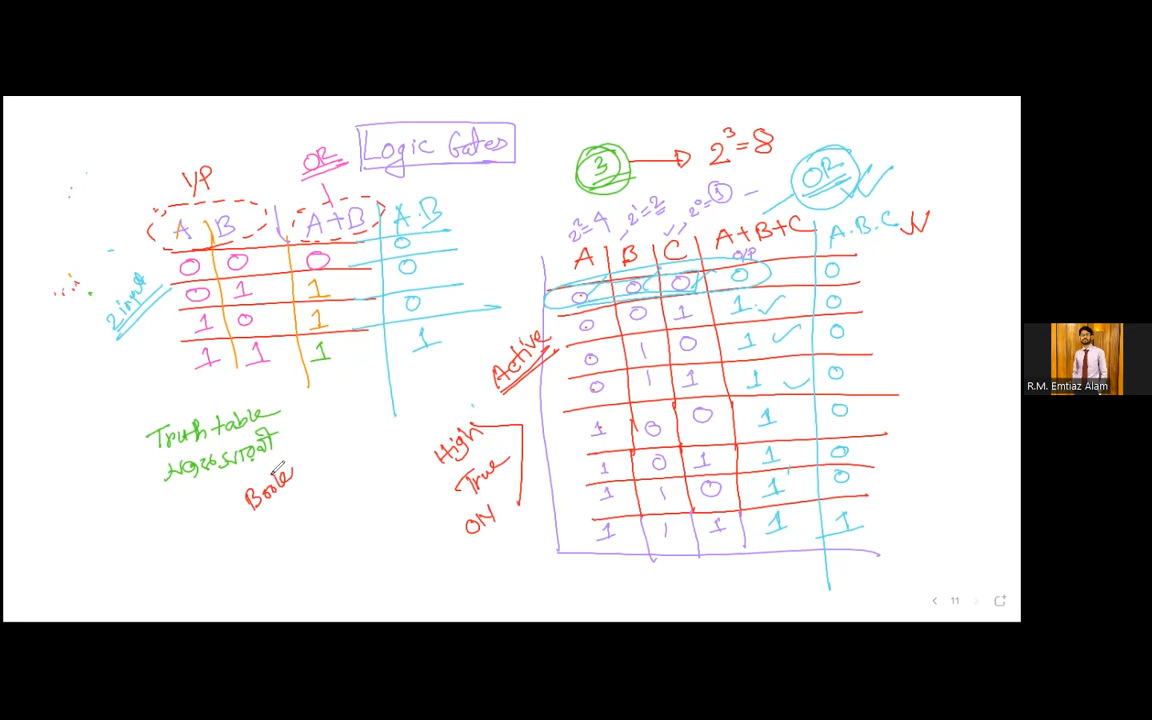 Logic Gates
I/P
OR
A B A+B A.B
0 0 0 0
0 1 1 0
1 0 1 0
1 1 1 1
2 input
Truth table
সত্যক সারণী
Boole
3 → 2³=8
OR
2²=4 2¹=2 2⁰=1
A B C A+B+C A.B.C
O/P
0 0 0 0 0
0 0 1 1 0
0 1 0 1 0
0 1 1 1 0
1 0 0 1 0
1 0 1 1 0
1 1 0 1 0
1 1 1 1 1
Active
High
True
ON
R.M. Emtiaz Alam
11